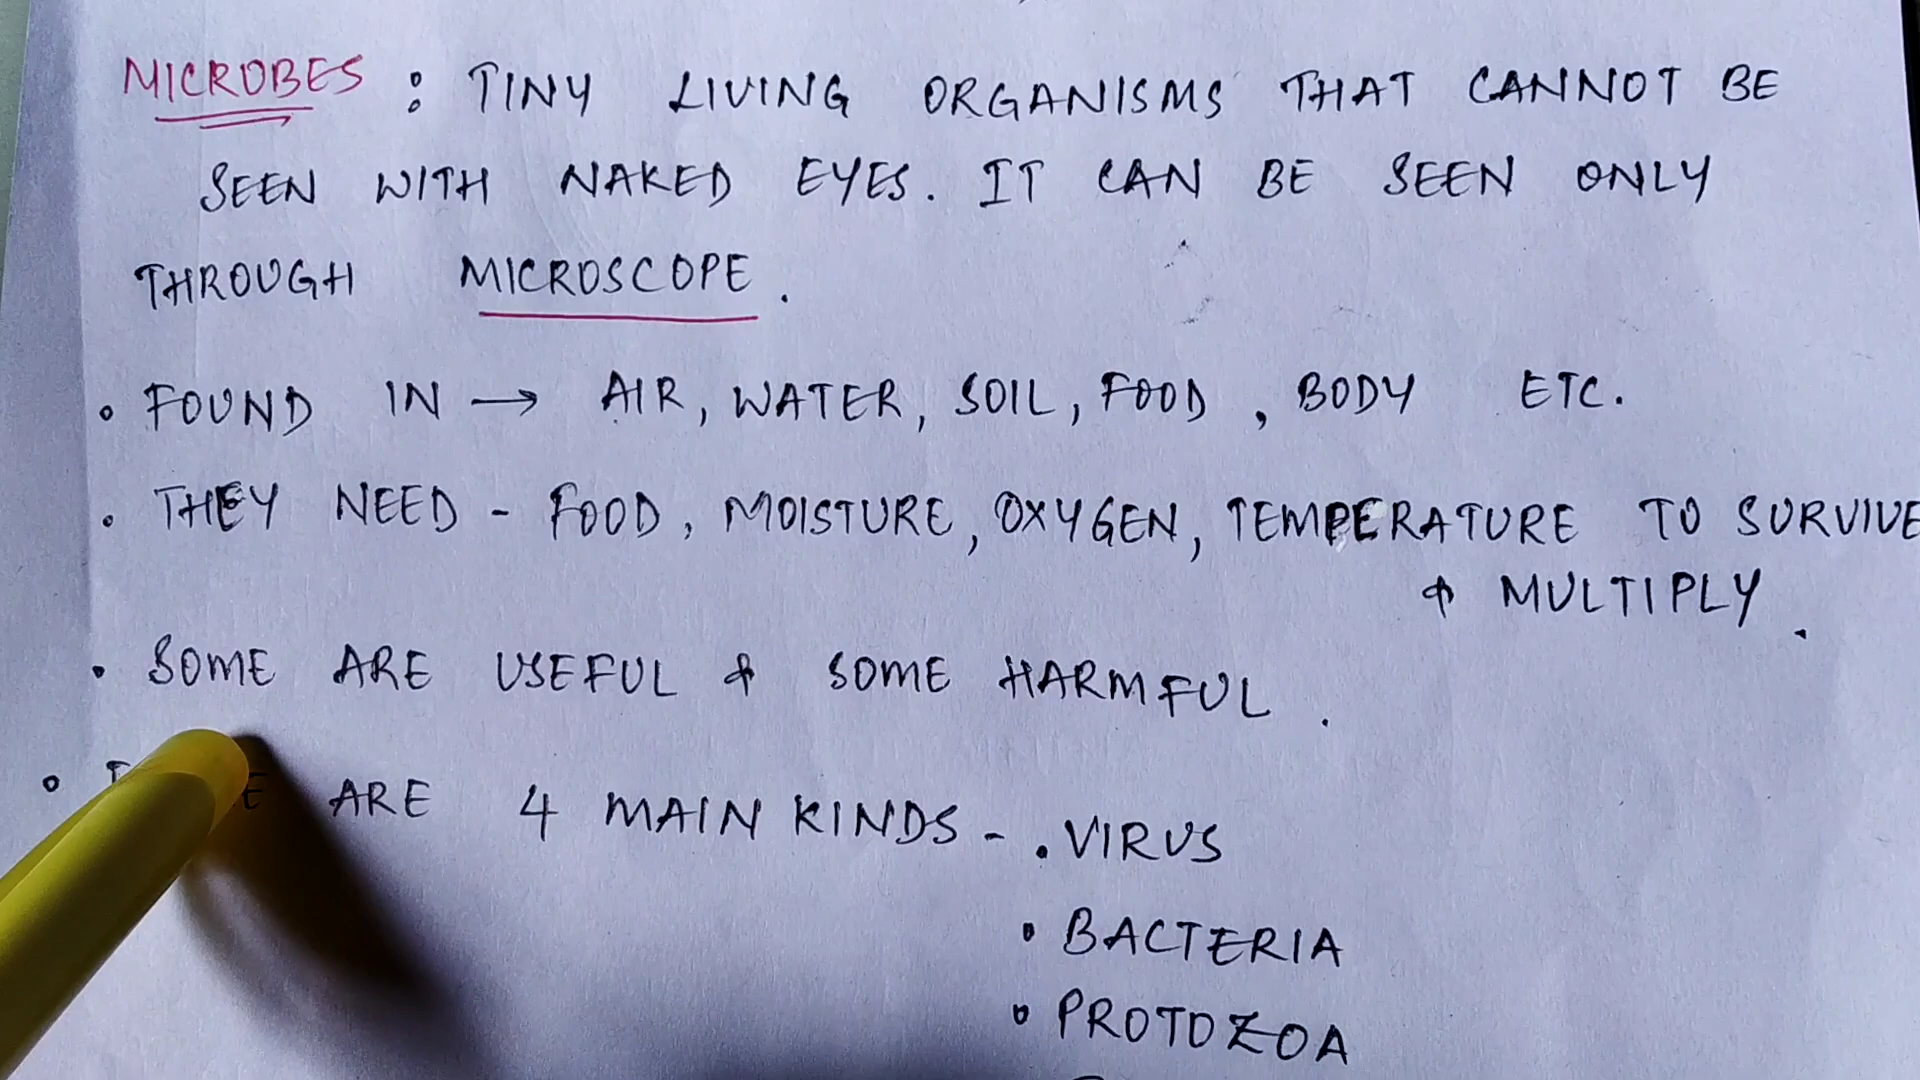 MICROBES : TINY LIVING ORGANISMS THAT CANNOT BE
SEEN WITH NAKED EYES. IT CAN BE SEEN ONLY
THROUGH MICROSCOPE.
• FOUND IN → AIR, WATER, SOIL, FOOD, BODY ETC.
• THEY NEED - FOOD, MOISTURE, OXYGEN, TEMPERATURE TO SURVIVE
& MULTIPLY.
• SOME ARE USEFUL & SOME HARMFUL.
• ARE 4 MAIN KINDS - • VIRUS
• BACTERIA
• PROTOZOA